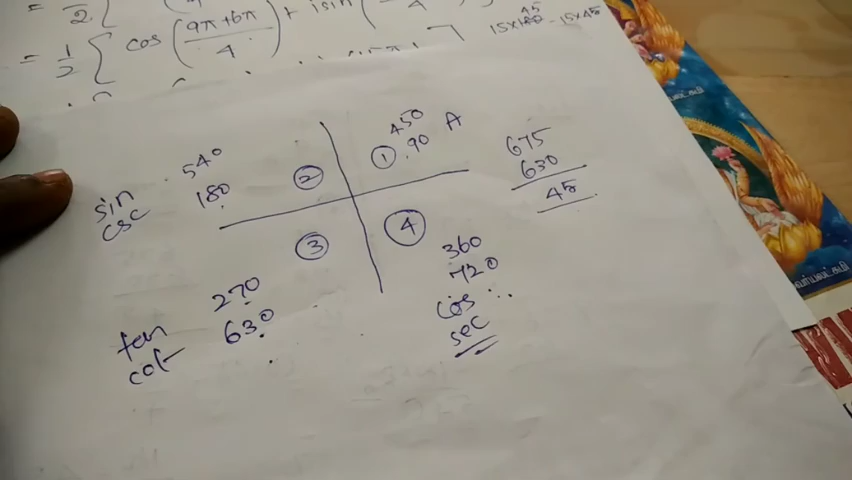 = 1/2 { cos (9π+6π / 4) + isin
15 × 180 45 = 15×45
450 A
① 90
540
② 180
sin
csc
675
630
45
③
④
270
630
tan
cot
360
720
cos
sec